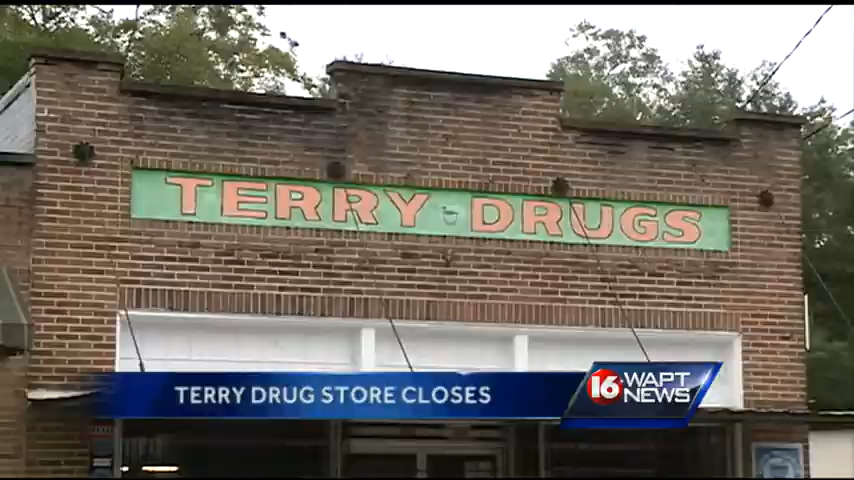 TERRY DRUGS
TERRY DRUG STORE CLOSES
16 WAPT
NEWS